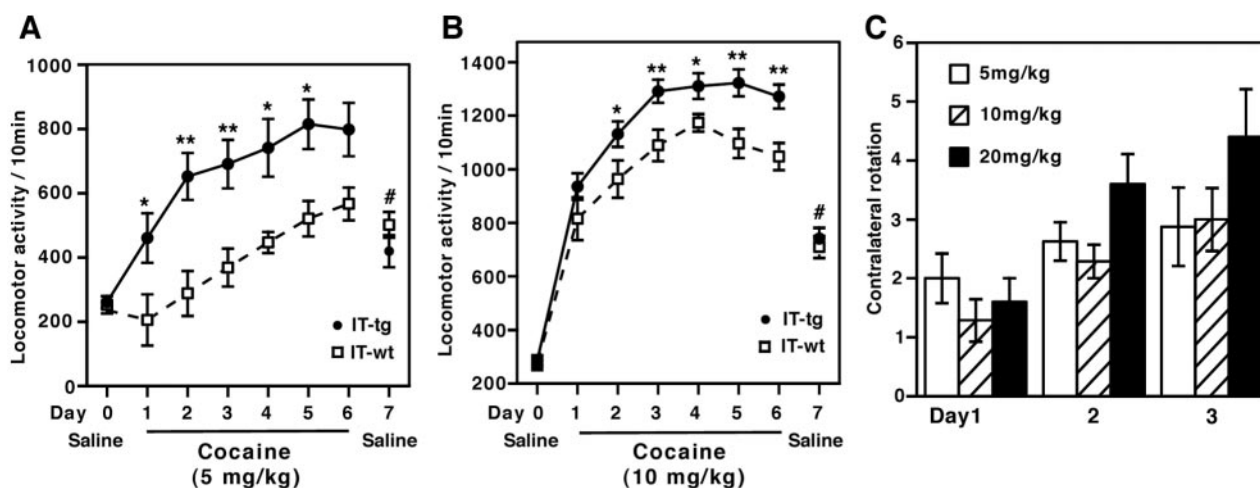 A
Locomotor activity / 10min
1000
800
600
400
200
0
*
**
**
*
*
#
IT-tg
IT-wt
Day 0 1 2 3 4 5 6 7
Saline Saline
Cocaine
(5 mg/kg)
B
Locomotor activity / 10min
1400
1200
1000
800
600
400
200
*
**
*
**
**
#
IT-tg
IT-wt
Day 0 1 2 3 4 5 6 7
Saline Saline
Cocaine
(10 mg/kg)
C
Contralateral rotation
6
5
4
3
2
1
0
5mg/kg
10mg/kg
20mg/kg
Day1 2 3